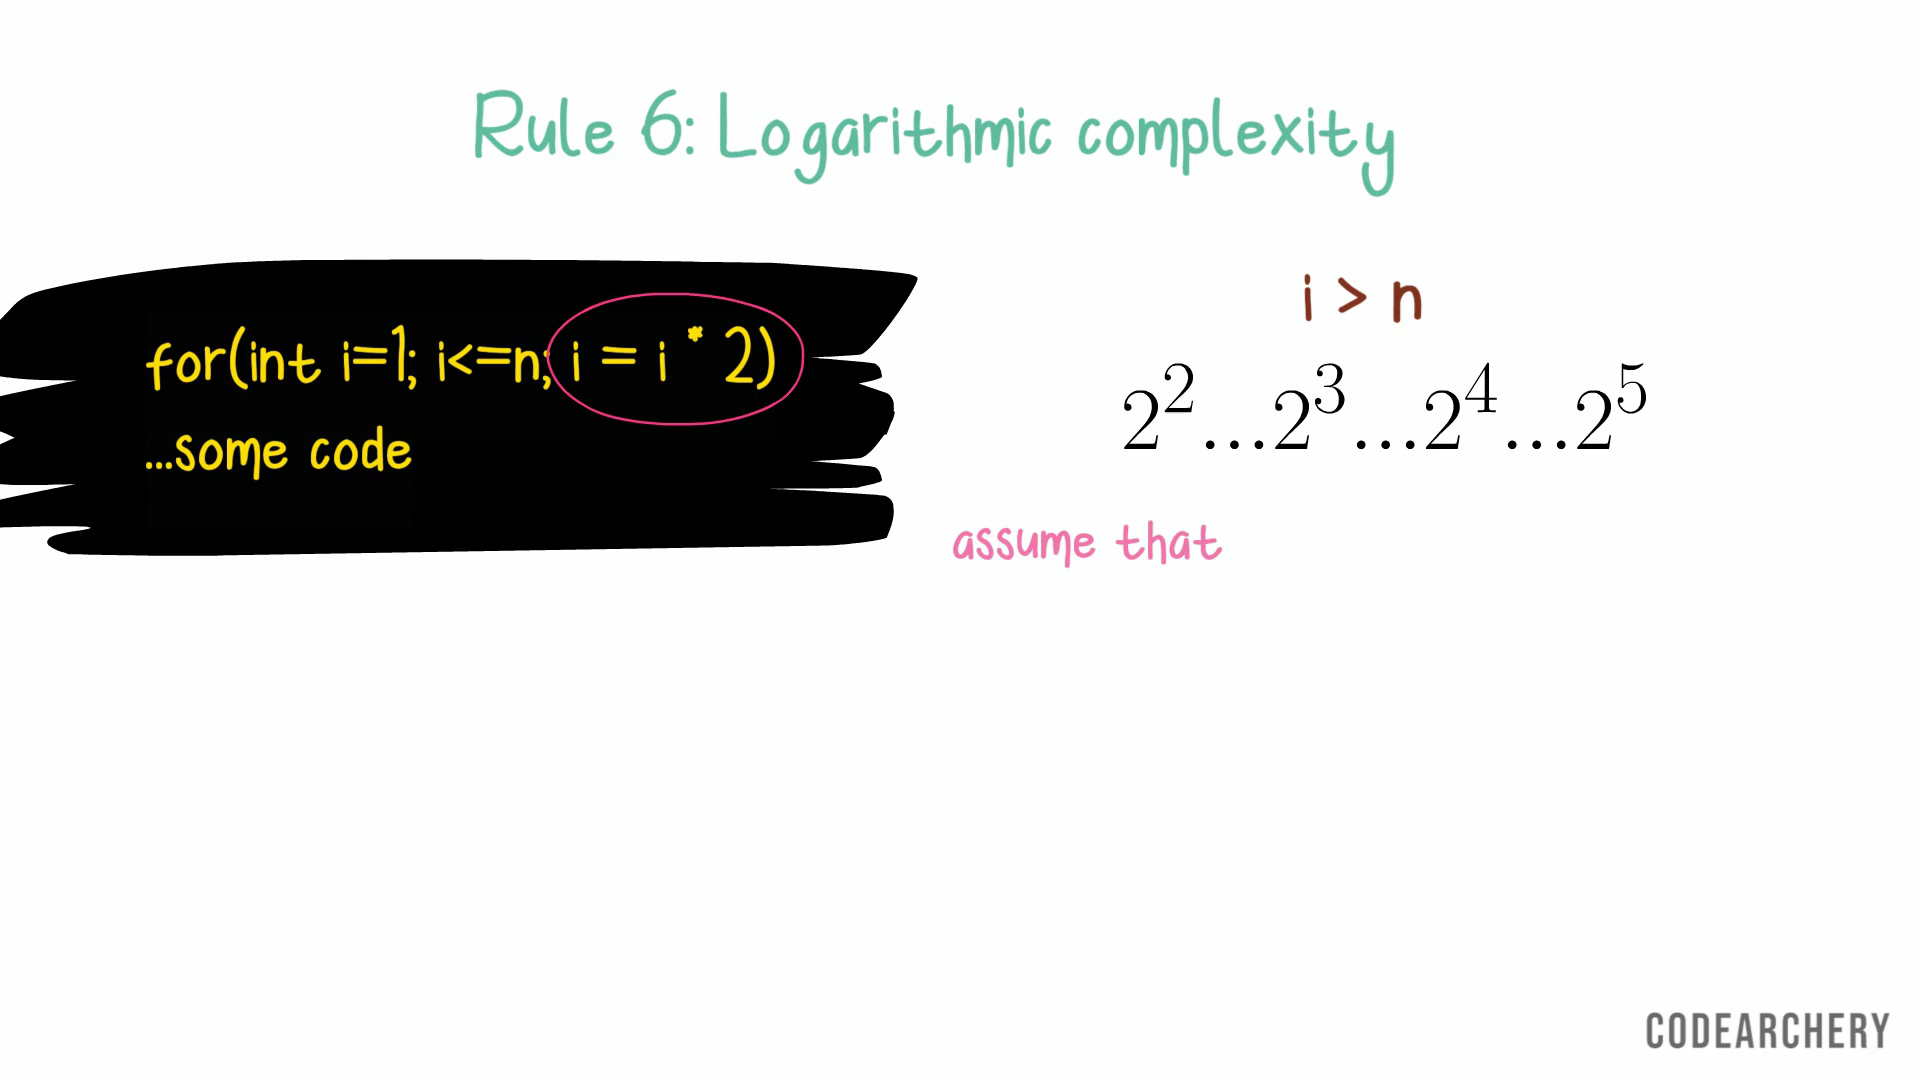 Rule 6: Logarithmic complexity
for(int i=1; i<=n; i = i * 2)
...some code
i > n
2^2...2^3...2^4...2^5
assume that
CODEARCHERY